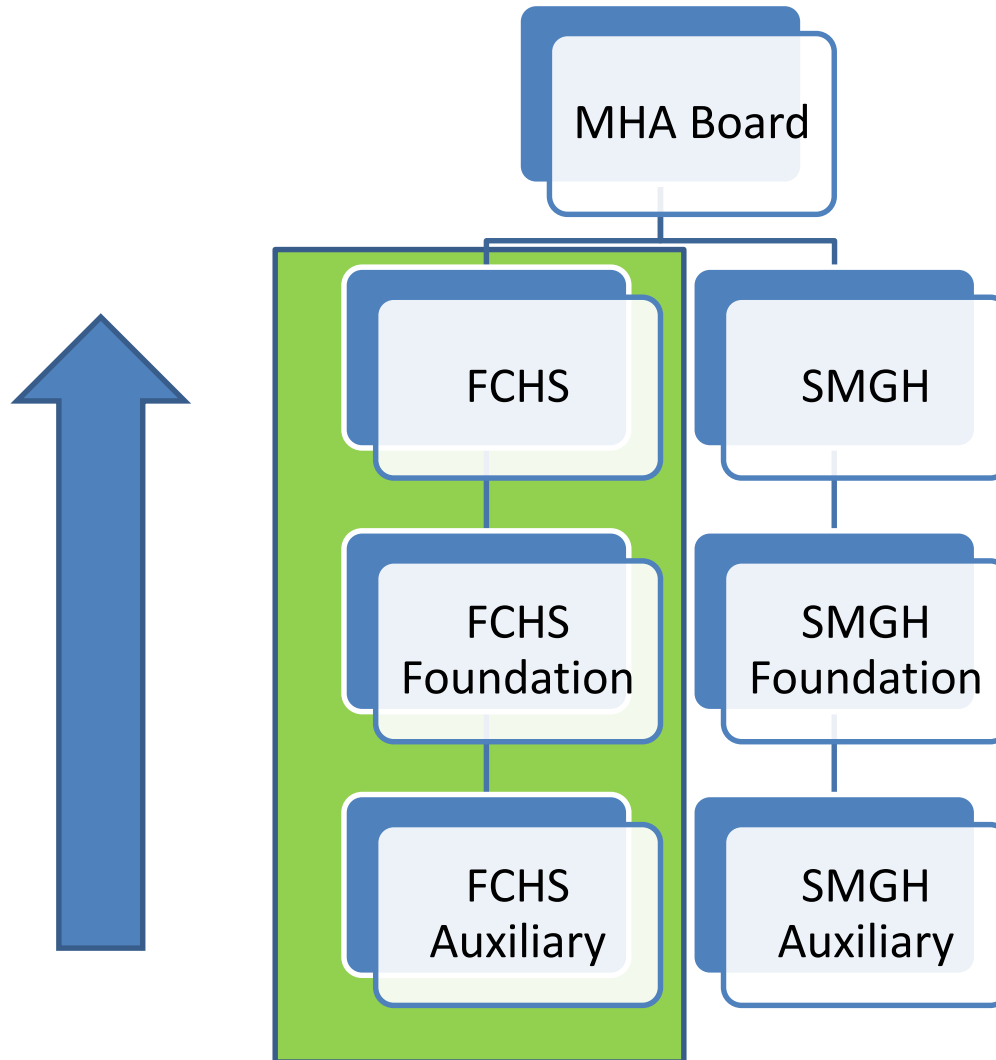 MHA Board
FCHS
SMGH
FCHS
Foundation
SMGH
Foundation
FCHS
Auxiliary
SMGH
Auxiliary